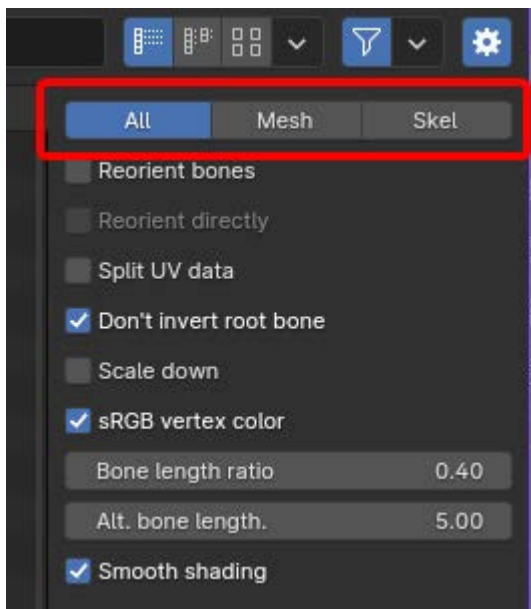 All Mesh Skel
Reorient bones
Reorient directly
Split UV data
Don't invert root bone
Scale down
sRGB vertex color
Bone length ratio 0.40
Alt. bone length. 5.00
Smooth shading